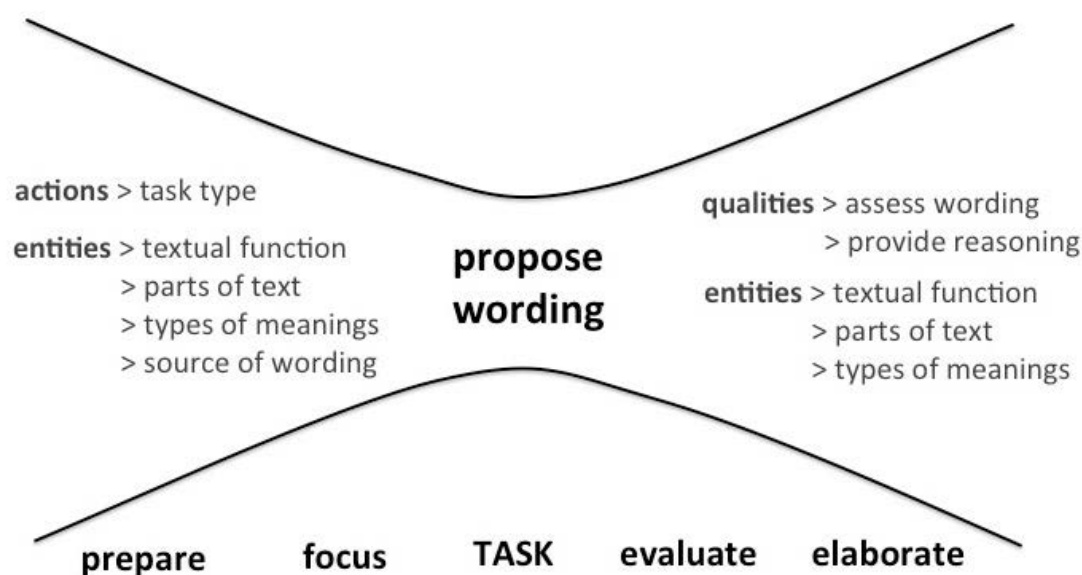 actions > task type
entities > textual function
> parts of text
> types of meanings
> source of wording
propose
wording
qualities > assess wording
> provide reasoning
entities > textual function
> parts of text
> types of meanings
prepare focus TASK evaluate elaborate